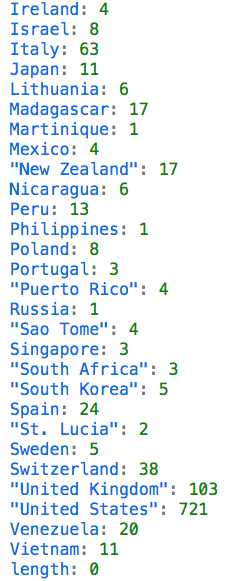 Ireland: 4
Israel: 8
Italy: 63
Japan: 11
Lithuania: 6
Madagascar: 17
Martinique: 1
Mexico: 4
"New Zealand": 17
Nicaragua: 6
Peru: 13
Philippines: 1
Poland: 8
Portugal: 3
"Puerto Rico": 4
Russia: 1
"Sao Tome": 4
Singapore: 3
"South Africa": 3
"South Korea": 5
Spain: 24
"St. Lucia": 2
Sweden: 5
Switzerland: 38
"United Kingdom": 103
"United States": 721
Venezuela: 20
Vietnam: 11
length: 0